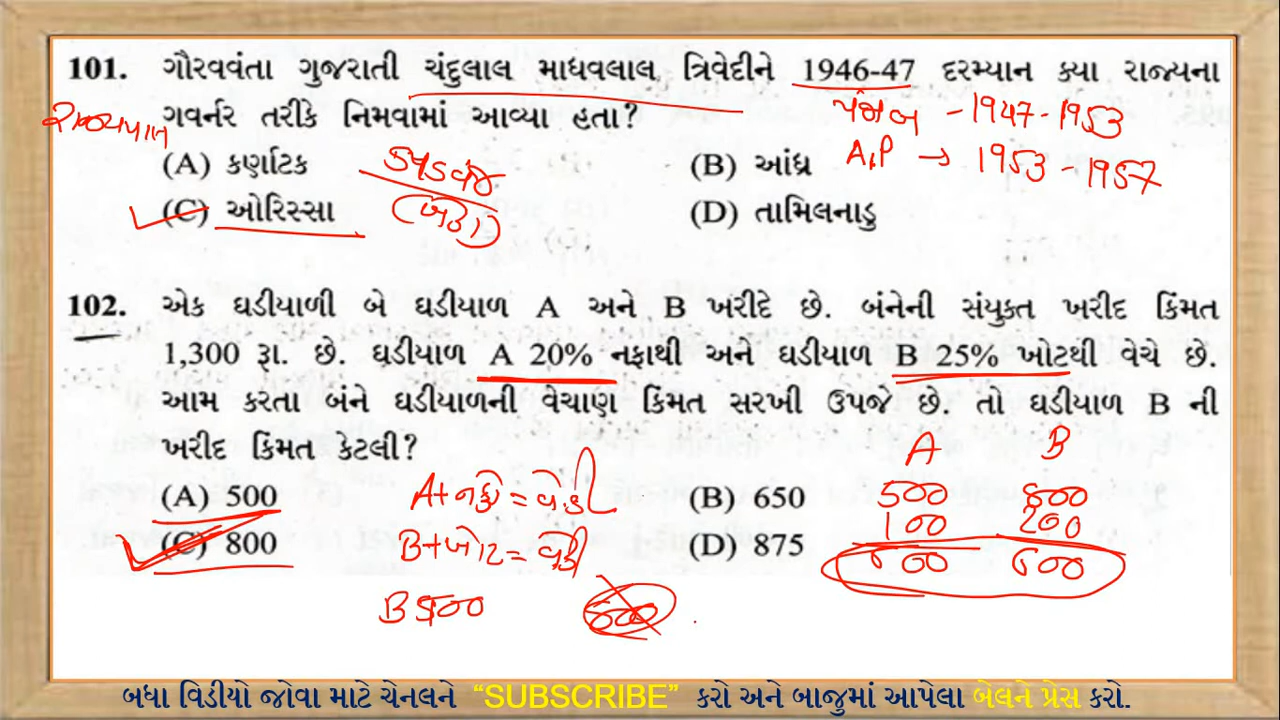 101. ગૌરવવંતા ગુજરાતી ચંદુલાલ માધવલાલ ત્રિવેદીને 1946-47 દરમ્યાન ક્યા રાજ્યના
પંજાબ - 1947 - 1953
રાજ્યપાલ ગવર્નર તરીકે નિમવામાં આવ્યા હતા?
A.P → 1953 - 1957
(A) કર્ણાટક
કપડવંજ
(ખેડા)
(B) આંધ્ર
(C) ઓરિસ્સા
(D) તામિલનાડુ
102. એક ઘડીયાળી બે ઘડીયાળ A અને B ખરીદે છે. બંનેની સંયુક્ત ખરીદ કિંમત
1,300 રૂા. છે. ઘડીયાળ A 20% નફાથી અને ઘડીયાળ B 25% ખોટથી વેચે છે.
આમ કરતા બંને ઘડીયાળની વેચાણ કિંમત સરખી ઉપજે છે. તો ઘડીયાળ B ની
ખરીદ કિંમત કેટલી?
(A) 500
(B) 650
(C) 800
(D) 875
A + નફો =
B + ખોટ =
A B
500 800
100 200
600 600
બધા વિડીયો જોવા માટે ચેનલને “SUBSCRIBE” કરો અને બાજુમાં આપેલા બેલને પ્રેસ કરો.